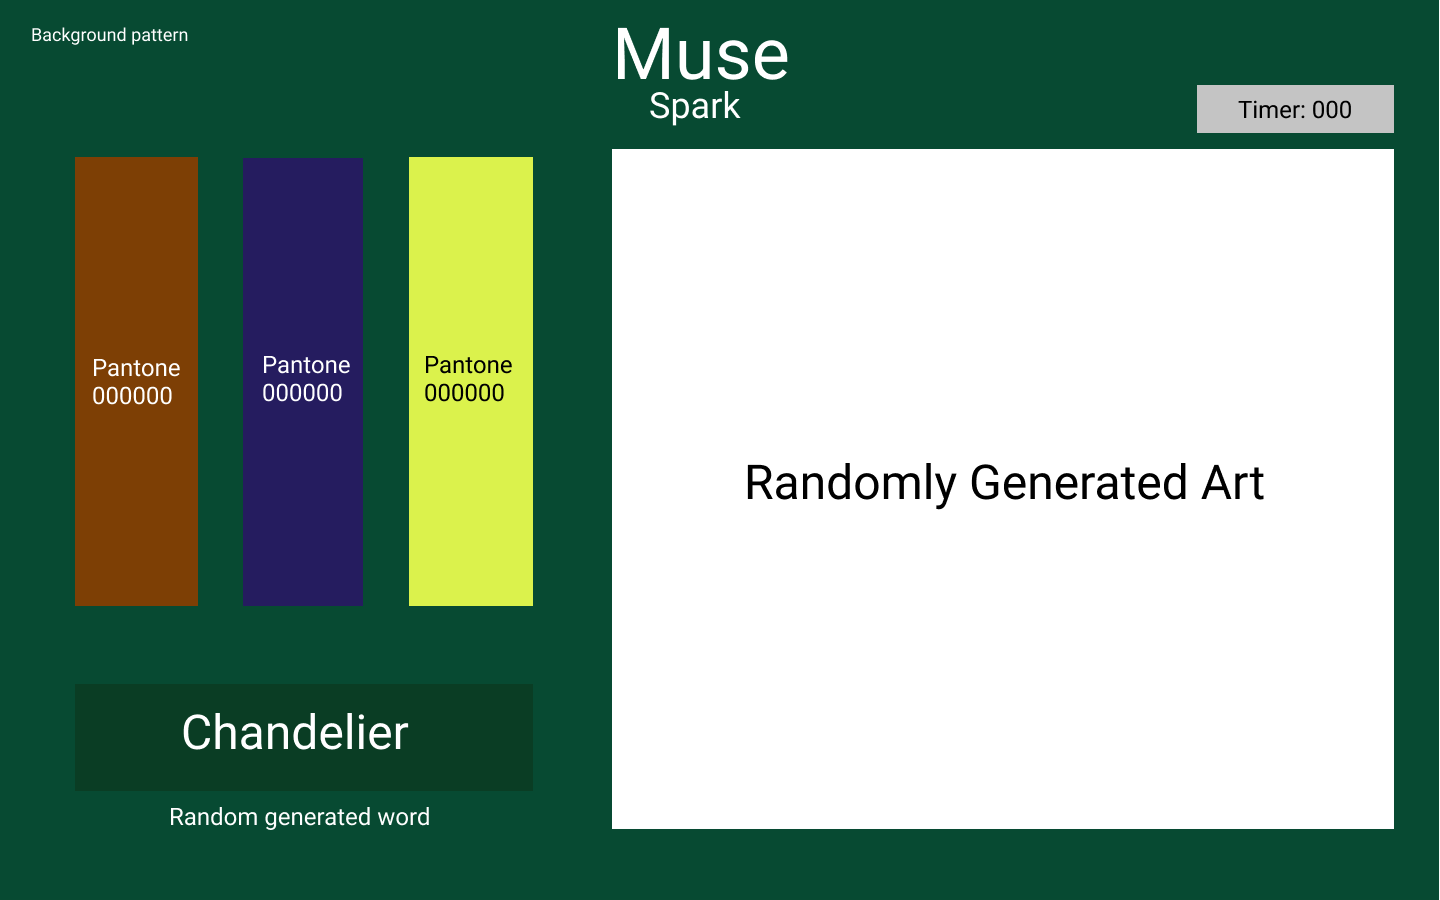 Background pattern
Muse
Spark
Timer: 000
Pantone
000000
Pantone
000000
Pantone
000000
Randomly Generated Art
Chandelier
Random generated word